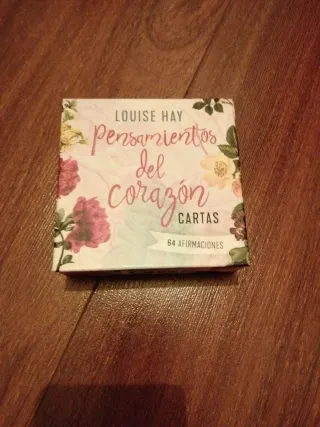 LOUISE HAY
pensamientos
del
corazón
CARTAS
64 AFIRMACIONES